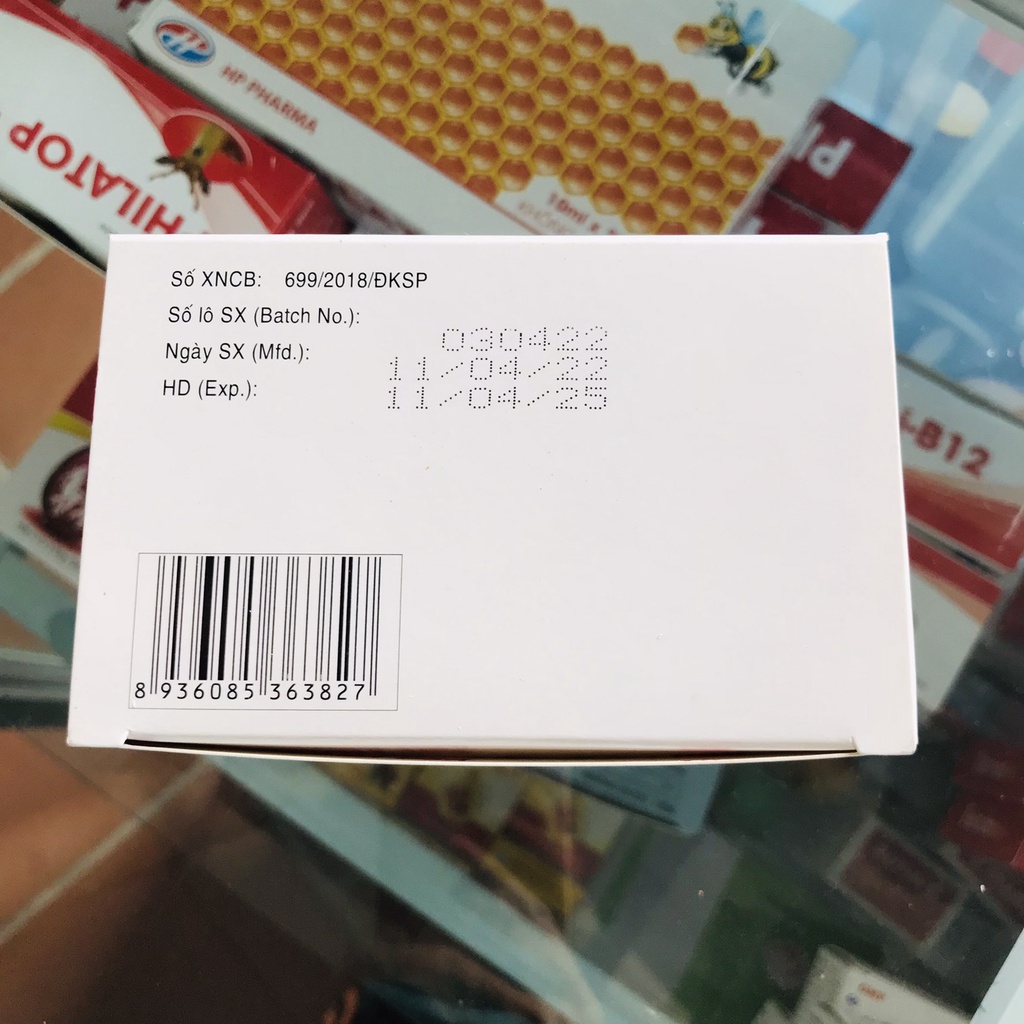 HP PHARMA
HILATOP
10ml x
B12
Số XNCB: 699/2018/ĐKSP
Số lô SX (Batch No.): 030422
Ngày SX (Mfd.): 11/04/22
HD (Exp.): 11/04/25
8 936085 363827